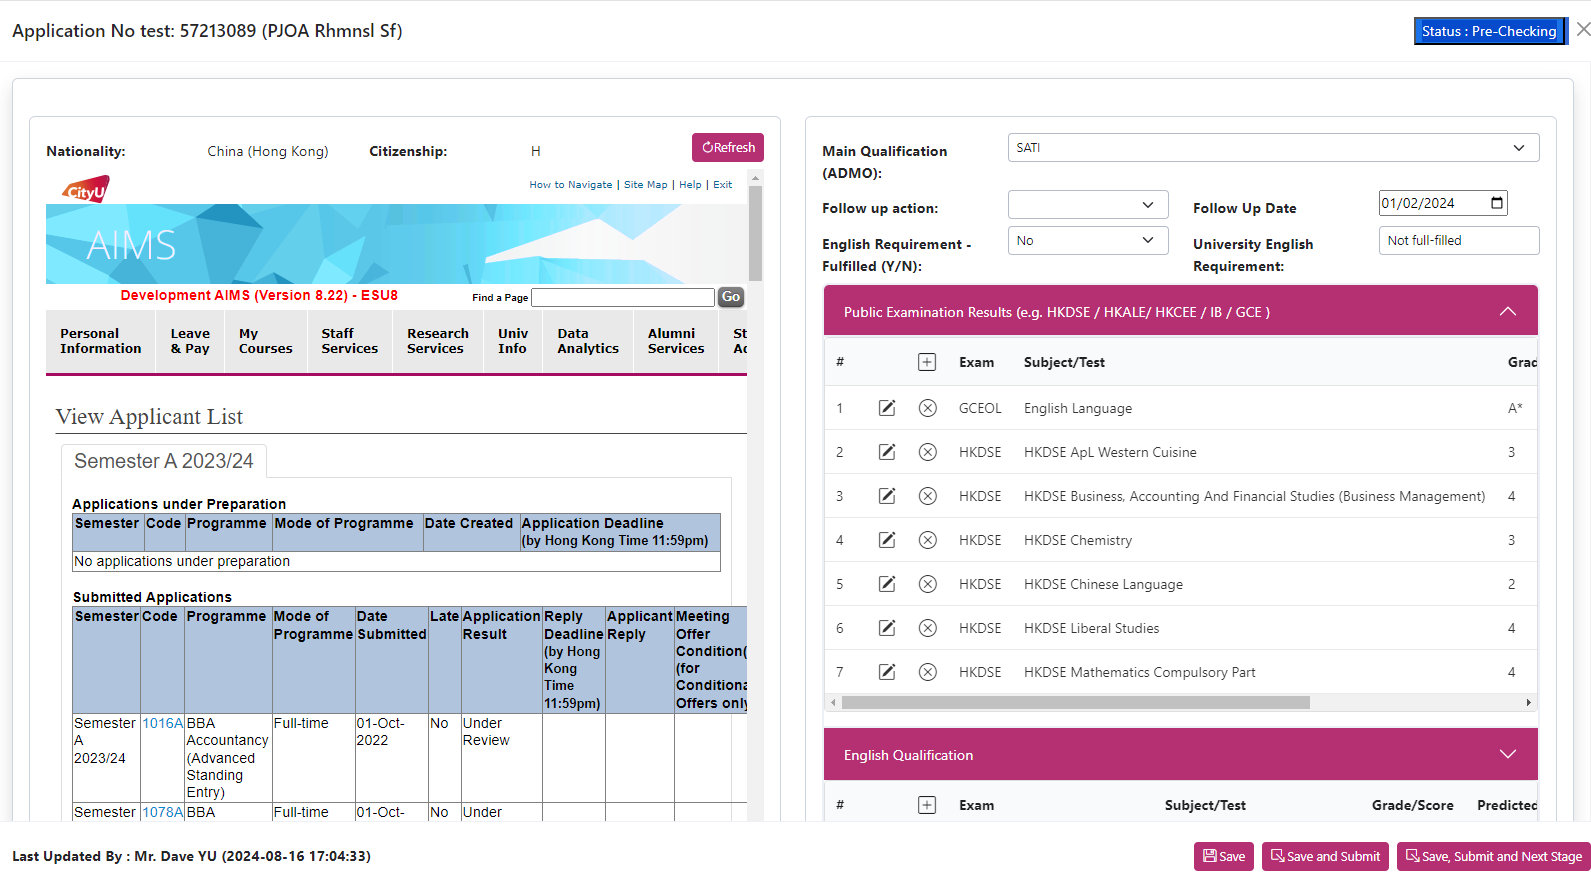 Application No test: 57213089 (PJOA Rhmnsl Sf)
Status : Pre-Checking
Nationality: China (Hong Kong) Citizenship: H
Refresh
CityU
How to Navigate | Site Map | Help | Exit
AIMS
Development AIMS (Version 8.22) - ESU8
Find a Page Go
Personal Information
Leave & Pay
My Courses
Staff Services
Research Services
Univ Info
Data Analytics
Alumni Services
St
Ac
View Applicant List
Semester A 2023/24
Applications under Preparation
Semester Code Programme Mode of Programme Date Created Application Deadline
(by Hong Kong Time 11:59pm)
No applications under preparation
Submitted Applications
Semester Code Programme Mode of Date Late Application Reply Applicant Meeting
Programme Submitted Result Deadline Reply Offer
(by Hong Condition(
Kong (for
Time Conditiona
11:59pm) Offers only
Semester 1016A BBA Full-time 01-Oct- No Under
A Accountancy 2022 Review
2023/24 (Advanced
Standing
Entry)
Semester 1078A BBA Full-time 01-Oct- No Under
Main Qualification
(ADMO):
SATI
Follow up action:
Follow Up Date 01/02/2024
English Requirement -
Fulfilled (Y/N):
No
University English
Requirement:
Not full-filled
Public Examination Results (e.g. HKDSE / HKALE/ HKCEE / IB / GCE )
# Exam Subject/Test Grad
1 GCEOL English Language A*
2 HKDSE HKDSE ApL Western Cuisine 3
3 HKDSE HKDSE Business, Accounting And Financial Studies (Business Management) 4
4 HKDSE HKDSE Chemistry 3
5 HKDSE HKDSE Chinese Language 2
6 HKDSE HKDSE Liberal Studies 4
7 HKDSE HKDSE Mathematics Compulsory Part 4
English Qualification
# Exam Subject/Test Grade/Score Predicted
Last Updated By : Mr. Dave YU (2024-08-16 17:04:33)
Save
Save and Submit
Save, Submit and Next Stage